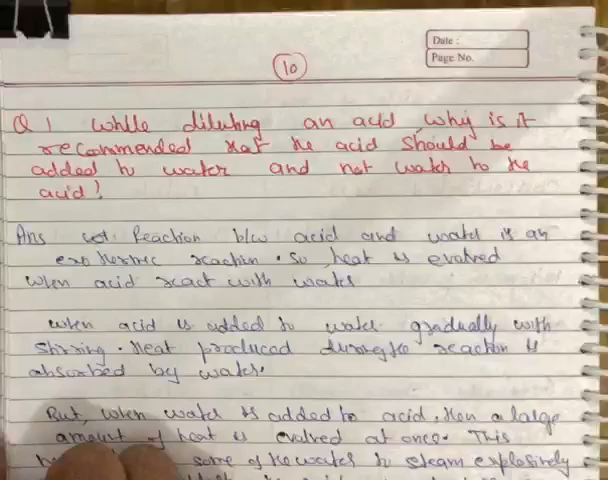 Date :
Page No.
10
Q 1 While diluting an acid, why is it
recommended that the acid should be
added to water and not water to the
acid?
Ans Reaction b/w acid and water is an
exothermic reaction. So heat is evolved
when acid react with water
when acid is added to water gradually with
stirring. Heat produced during the reaction is
absorbed by water.
But, when water is added to acid, then a large
amount of heat is evolved at once. This
some of the water to steam explosively